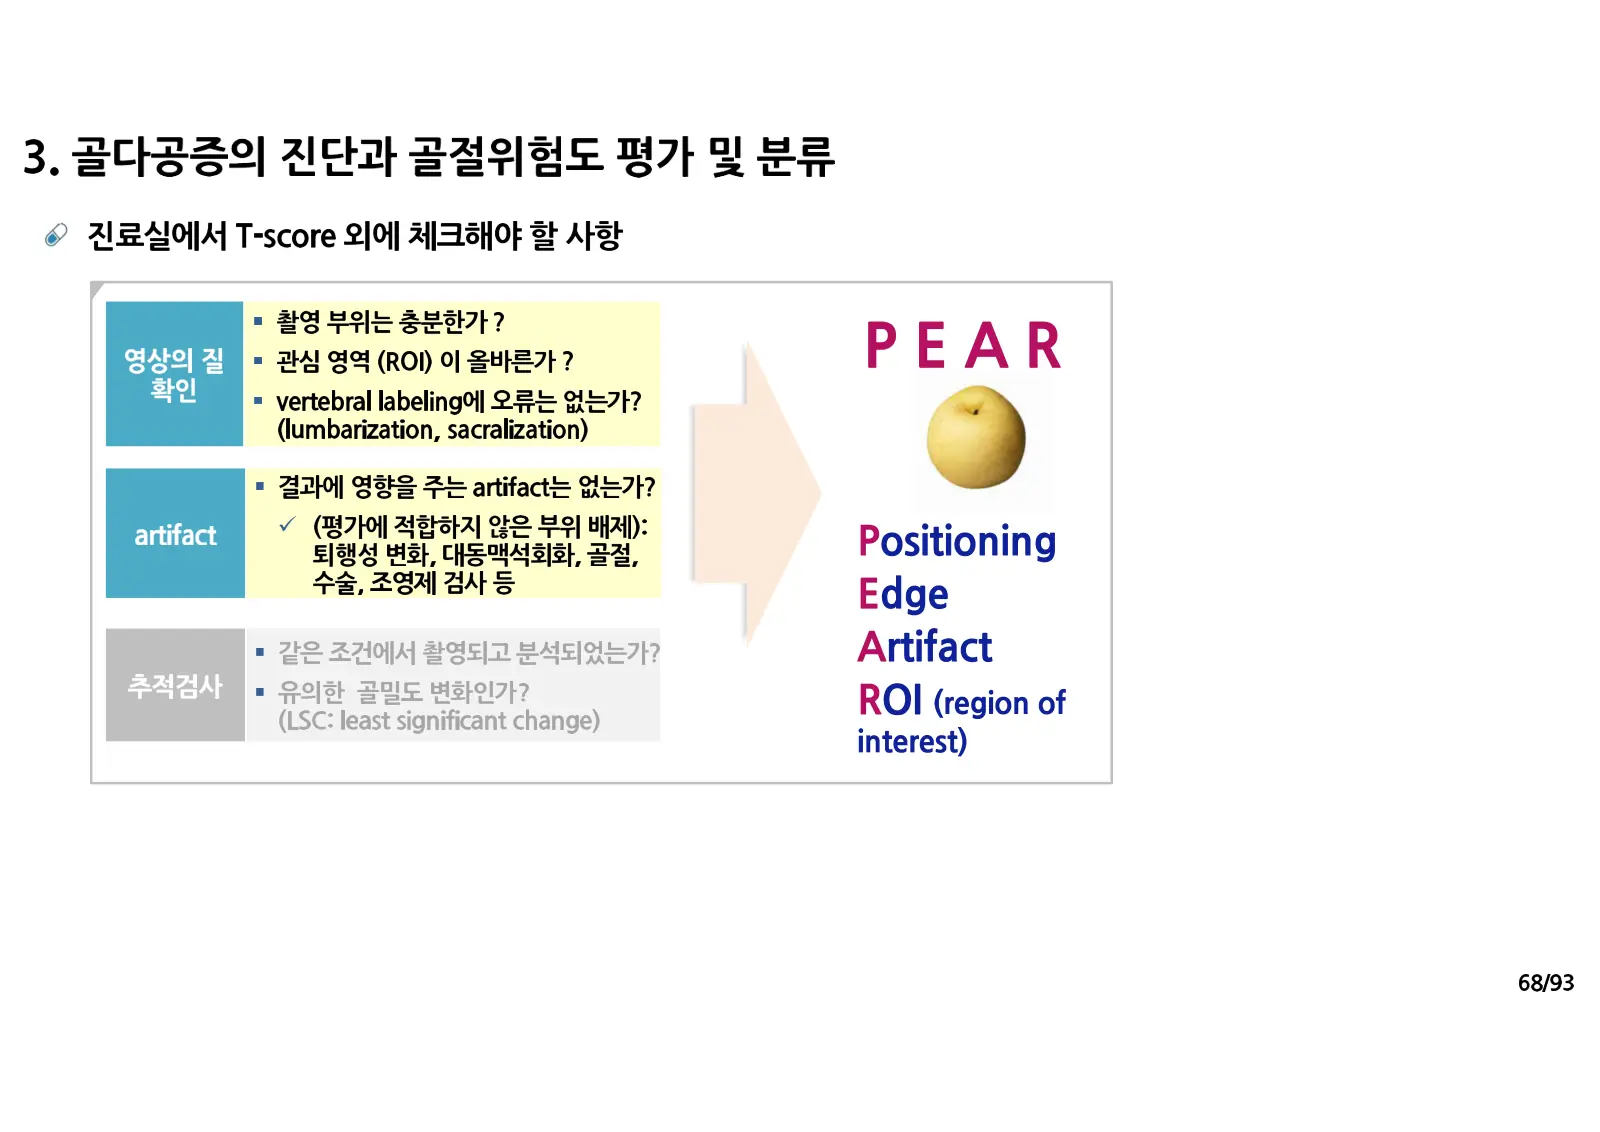 3. 골다공증의 진단과 골절위험도 평가 및 분류
진료실에서 T-score 외에 체크해야 할 사항
영상의 질
확인
▪ 촬영 부위는 충분한가 ?
▪ 관심 영역 (ROI) 이 올바른가 ?
▪ vertebral labeling에 오류는 없는가?
(lumbarization, sacralization)
artifact
▪ 결과에 영향을 주는 artifact는 없는가?
✓ (평가에 적합하지 않은 부위 배제):
퇴행성 변화, 대동맥석회화, 골절,
수술, 조영제 검사 등
추적검사
▪ 같은 조건에서 촬영되고 분석되었는가?
▪ 유의한 골밀도 변화인가?
(LSC: least significant change)
P E A R
Positioning
Edge
Artifact
ROI (region of
interest)
68/93